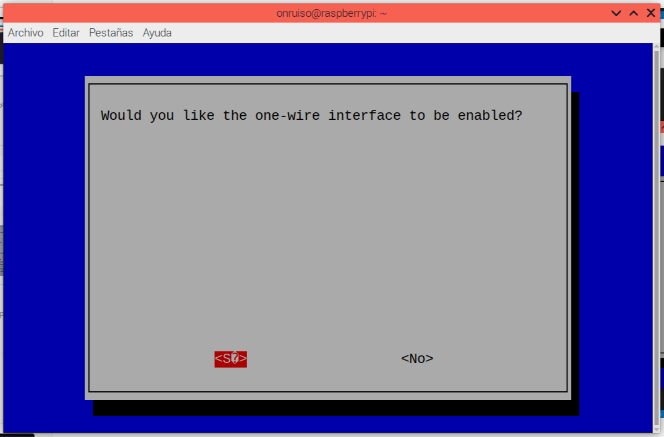 onruiso@raspberrypi: ~
Archivo Editar Pestañas Ayuda
Would you like the one-wire interface to be enabled?
<S�> <No>